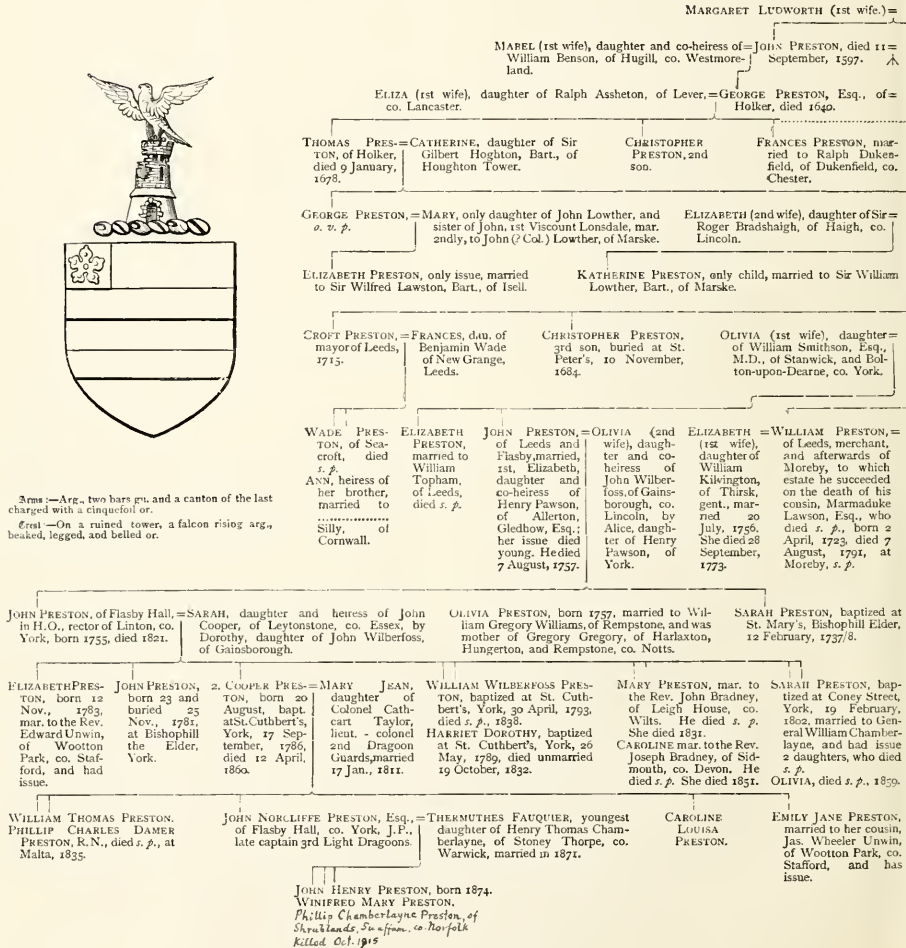 MARGARET LUDWORTH (1st wife.)=
MABEL (1st wife), daughter and co-heiress of=JOHN PRESTON, died 11=
William Benson, of Hugill, co. Westmore-
land.
September, 1597.
ELIZA (1st wife), daughter of Ralph Assheton, of Lever,=GEORGE PRESTON, Esq., of=
co. Lancaster.
Holker, died 1640.
THOMAS PRES-
TON, of Holker,
died 9 January,
1678.
=CATHERINE, daughter of Sir
Gilbert Hoghton, Bart., of
Houghton Tower.
CHRISTOPHER
PRESTON, 2nd
son.
FRANCES PRESTON, mar-
ried to Ralph Duken-
field, of Dukenfield, co.
Chester.
GEORGE PRESTON,
o. v. p.
=MARY, only daughter of John Lowther, and
sister of John, 1st Viscount Lonsdale, mar.
2ndly, to John (? Col.) Lowther, of Marske.
ELIZABETH (2nd wife), daughter of Sir=
Roger Bradshaigh, of Haigh, co.
Lincoln.
ELIZABETH PRESTON, only issue, married
to Sir Wilfred Lawston, Bart., of Isell.
KATHERINE PRESTON, only child, married to Sir William
Lowther, Bart., of Marske.
CROFT PRESTON,
mayor of Leeds,
1715.
=FRANCES, dau. of
Benjamin Wade
of New Grange,
Leeds.
CHRISTOPHER PRESTON,
3rd son, buried at St.
Peter's, 10 November,
1684.
OLIVIA (1st wife), daughter=
of William Smithson, Esq.,
M.D., of Stanwick, and Bol-
ton-upon-Dearne, co. York.
WADE PRES-
TON, of Sea-
croft, died
s. p.
ANN, heiress of
her brother,
married to
..................
Silly, of
Cornwall.
ELIZABETH
PRESTON,
married to
William
Topham,
of Leeds,
died s. p.
JOHN PRESTON,
of Leeds and
Flasby, married,
1st, Elizabeth,
daughter and
co-heiress of
Henry Pawson,
of Allerton,
Gledhow, Esq.;
her issue died
young. He died
7 August, 1757.
=OLIVIA (2nd
wife), daugh-
ter and co-
heiress of
John Wilber-
foss, of Gains-
borough, co.
Lincoln, by
Alice, daugh-
ter of Henry
Pawson, of
York.
ELIZABETH
(1st wife),
daughter of
William
Kilvington,
of Thirsk,
gent., mar-
ried 20
July, 1756.
She died 28
September,
1773.
=WILLIAM PRESTON,=
of Leeds, merchant,
and afterwards of
Moreby, to which
estate he succeeded
on the death of his
cousin, Marmaduke
Lawson, Esq., who
died s. p., born 2
April, 1723, died 7
August, 1791, at
Moreby, s. p.
Arms:—Arg., two bars gu. and a canton of the last
charged with a cinquefoil or.
Crest:—On a ruined tower, a falcon rising arg.,
beaked, legged, and belled or.
JOHN PRESTON, of Flasby Hall,
in H.O., rector of Linton, co.
York, born 1755, died 1821.
=SARAH, daughter and heiress of John
Cooper, of Leytonstone, co. Essex, by
Dorothy, daughter of John Wilberfoss,
of Gainsborough.
OLIVIA PRESTON, born 1757, married to Wil-
liam Gregory Williams, of Rempstone, and was
mother of Gregory Gregory, of Harlaxton,
Hungerton, and Rempstone, co. Notts.
SARAH PRESTON, baptized at
St. Mary's, Bishophill Elder,
12 February, 1737/8.
ELIZABETH PRES-
TON, born 12
Nov., 1783,
mar. to the Rev.
Edward Unwin,
of Wootton
Park, co. Staf-
ford, and had
issue.
JOHN PRESTON,
born 23 and
buried 25
Nov., 1781,
at Bishophill
the Elder,
York.
2. COOPER PRES-
TON, born 20
August, bapt.
at St. Cuthbert's,
York, 17 Sep-
tember, 1786,
died 12 April,
1860.
=MARY JEAN,
daughter of
Colonel Cath-
cart Taylor,
lieut. - colonel
2nd Dragoon
Guards, married
17 Jan., 1811.
WILLIAM WILBERFOSS PRES-
TON, baptized at St. Cuth-
bert's, York, 30 April, 1793,
died s. p., 1838.
HARRIET DOROTHY, baptized
at St. Cuthbert's, York, 26
May, 1789, died unmarried
19 October, 1832.
MARY PRESTON, mar. to
the Rev. John Bradney,
of Leigh House, co.
Wilts. He died s. p.
She died 1831.
CAROLINE mar. to the Rev.
Joseph Bradney, of Sid-
mouth, co. Devon. He
died s. p. She died 1851.
SARAH PRESTON, bap-
tized at Coney Street,
York, 19 February,
1802, married to Gen-
eral William Chamber-
layne, and had issue
2 daughters, who died
s. p.
OLIVIA, died s. p., 1859.
WILLIAM THOMAS PRESTON.
PHILLIP CHARLES DAMER
PRESTON, R.N., died s. p., at
Malta, 1835.
JOHN NORCLIFFE PRESTON, Esq.,
of Flasby Hall, co. York, J.P.,
late captain 3rd Light Dragoons.
=THERMUTHES FAUQUIER, youngest
daughter of Henry Thomas Cham-
berlayne, of Stoney Thorpe, co.
Warwick, married in 1871.
CAROLINE
LOUISA
PRESTON.
EMILY JANE PRESTON,
married to her cousin,
Jas. Wheeler Unwin,
of Wootton Park, co.
Stafford, and has
issue.
JOHN HENRY PRESTON, born 1874.
WINIFRED MARY PRESTON.
Phillip Chamberlayne Preston, of
Shrublands, Swaffam, co. Norfolk
killed Oct. 1915